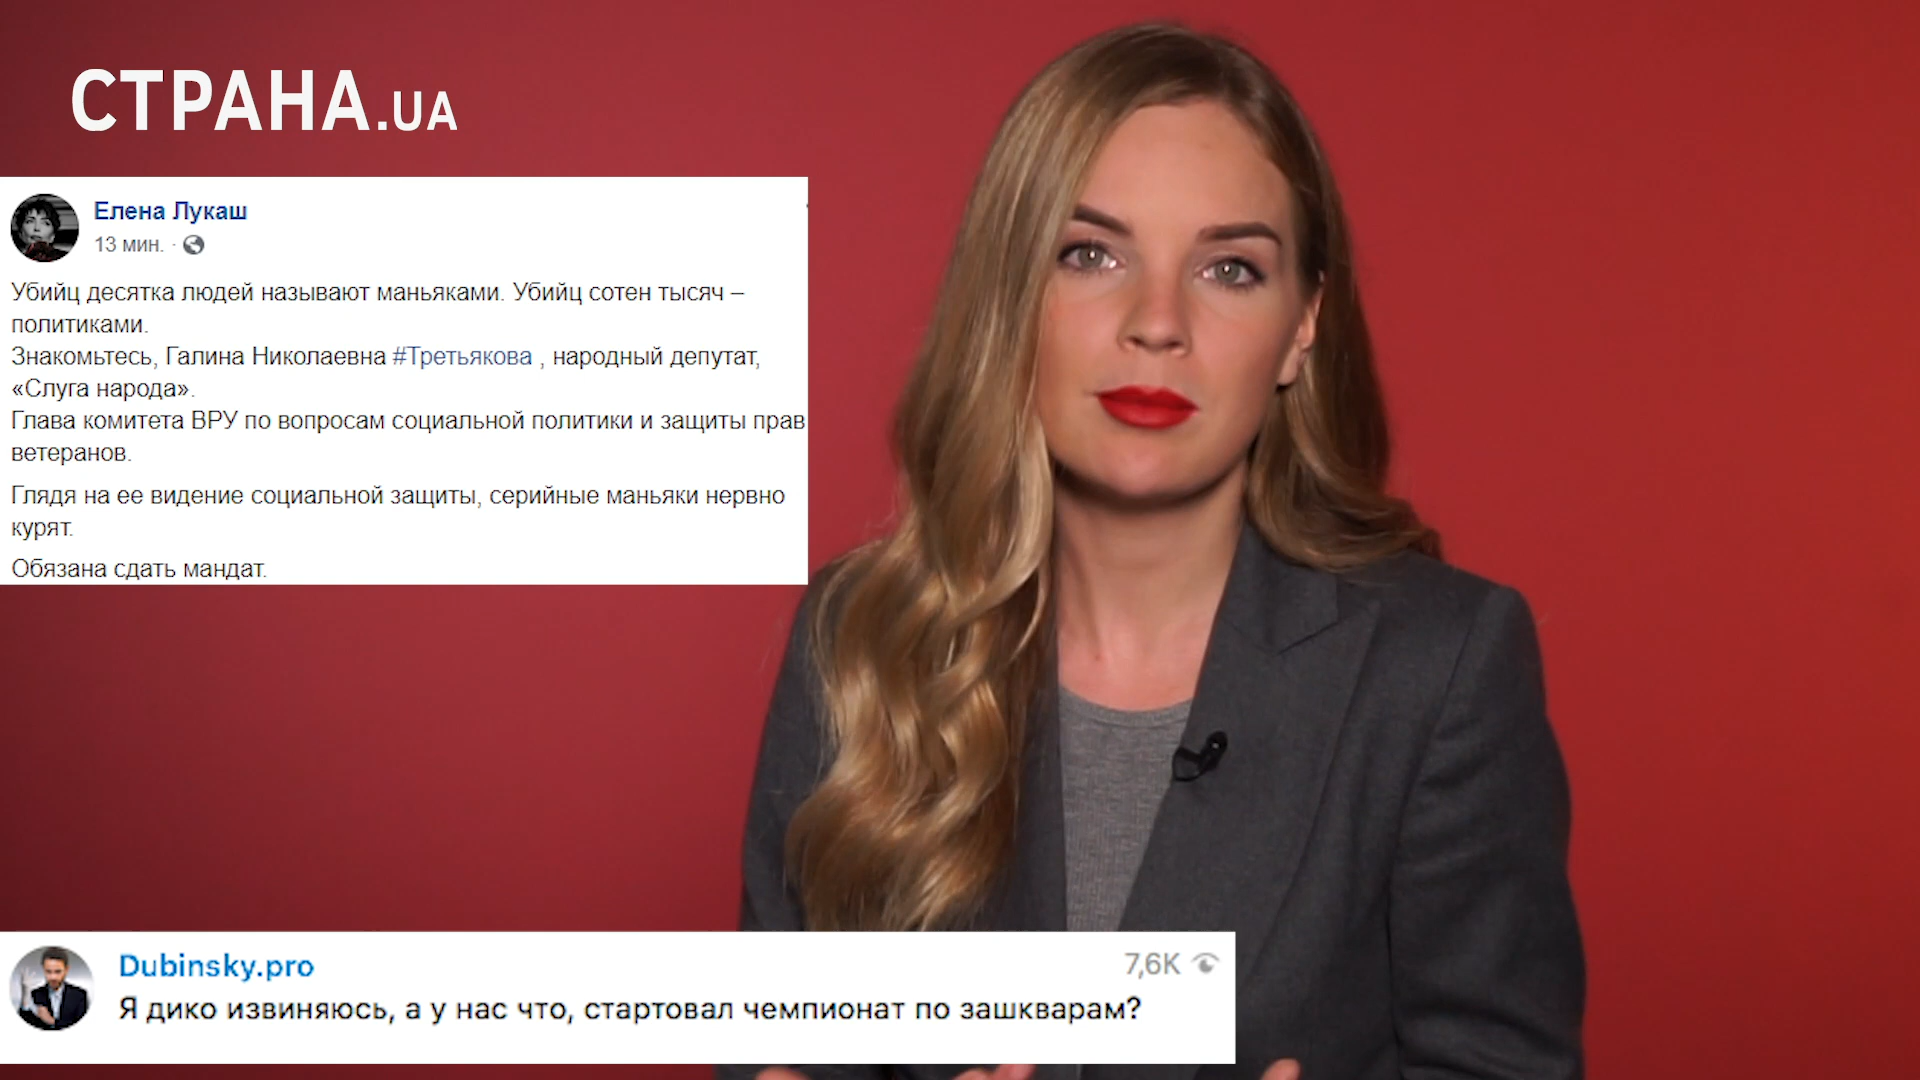 СТРАНА.UA
Елена Лукаш
13 мин. ·
Убийц десятка людей называют маньяками. Убийц сотен тысяч –
политиками.
Знакомьтесь, Галина Николаевна #Третьякова , народный депутат,
«Слуга народа».
Глава комитета ВРУ по вопросам социальной политики и защиты прав
ветеранов.
Глядя на ее видение социальной защиты, серийные маньяки нервно
курят.
Обязана сдать мандат.
Dubinsky.pro 7,6K
Я дико извиняюсь, а у нас что, стартовал чемпионат по зашкварам?